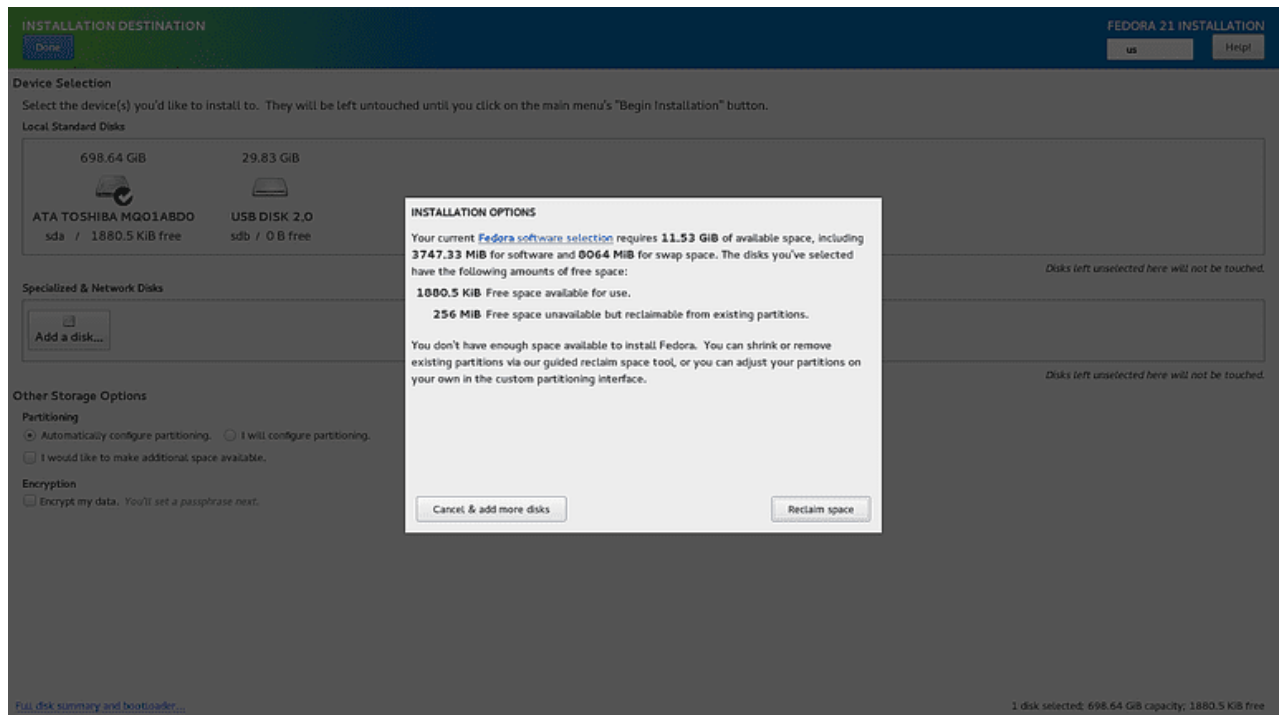 INSTALLATION DESTINATION
FEDORA 21 INSTALLATION
Done
us
Help!
Device Selection
Select the device(s) you'd like to install to. They will be left untouched until you click on the main menu's "Begin Installation" button.
Local Standard Disks
698.64 GiB
29.83 GiB
ATA TOSHIBA MQ01ABD0
USB DISK 2.0
sda / 1880.5 KiB free
sdb / 0 B free
Disks left unselected here will not be touched.
Specialized & Network Disks
Add a disk...
Disks left unselected here will not be touched.
Other Storage Options
Partitioning
Automatically configure partitioning.
I will configure partitioning.
I would like to make additional space available.
Encryption
Encrypt my data. You'll set a passphrase next.
INSTALLATION OPTIONS
Your current Fedora software selection requires 11.53 GiB of available space, including
3747.33 MiB for software and 8064 MiB for swap space. The disks you've selected
have the following amounts of free space:
1880.5 KiB Free space available for use.
256 MiB Free space unavailable but reclaimable from existing partitions.
You don't have enough space available to install Fedora. You can shrink or remove
existing partitions via our guided reclaim space tool, or you can adjust your partitions on
your own in the custom partitioning interface.
Cancel & add more disks
Reclaim space
Full disk summary and bootloader...
1 disk selected; 698.64 GiB capacity; 1880.5 KiB free